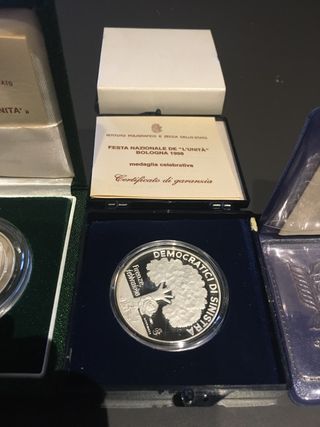 ISTITUTO POLIGRAFICO E ZECCA DELLO STATO
FESTA NAZIONALE DE "L'UNITÀ"
BOLOGNA 1998
medaglia celebrativa
Certificato di garanzia
NITA' »
DEMOCRATICI DI SINISTRA